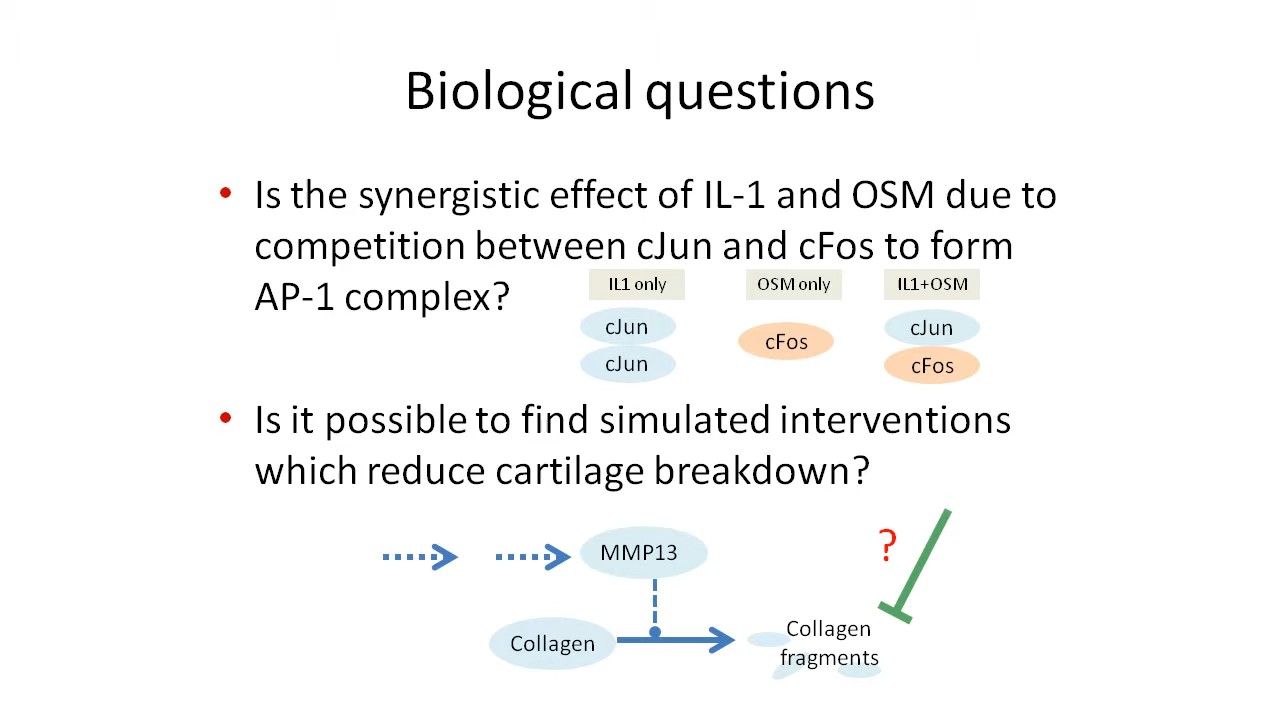 Biological questions
• Is the synergistic effect of IL-1 and OSM due to
competition between cJun and cFos to form
AP-1 complex?
IL1 only
OSM only
IL1+OSM
cJun
cJun
cFos
cJun
cFos
• Is it possible to find simulated interventions
which reduce cartilage breakdown?
?
MMP13
Collagen
Collagen
fragments